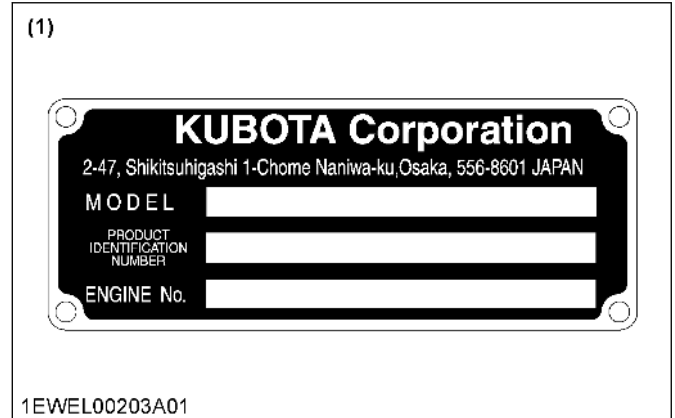 (1)
KUBOTA Corporation
2-47, Shikitsuhigashi 1-Chome Naniwa-ku,Osaka, 556-8601 JAPAN
MODEL
PRODUCT
IDENTIFICATION
NUMBER
ENGINE No.
1EWEL00203A01